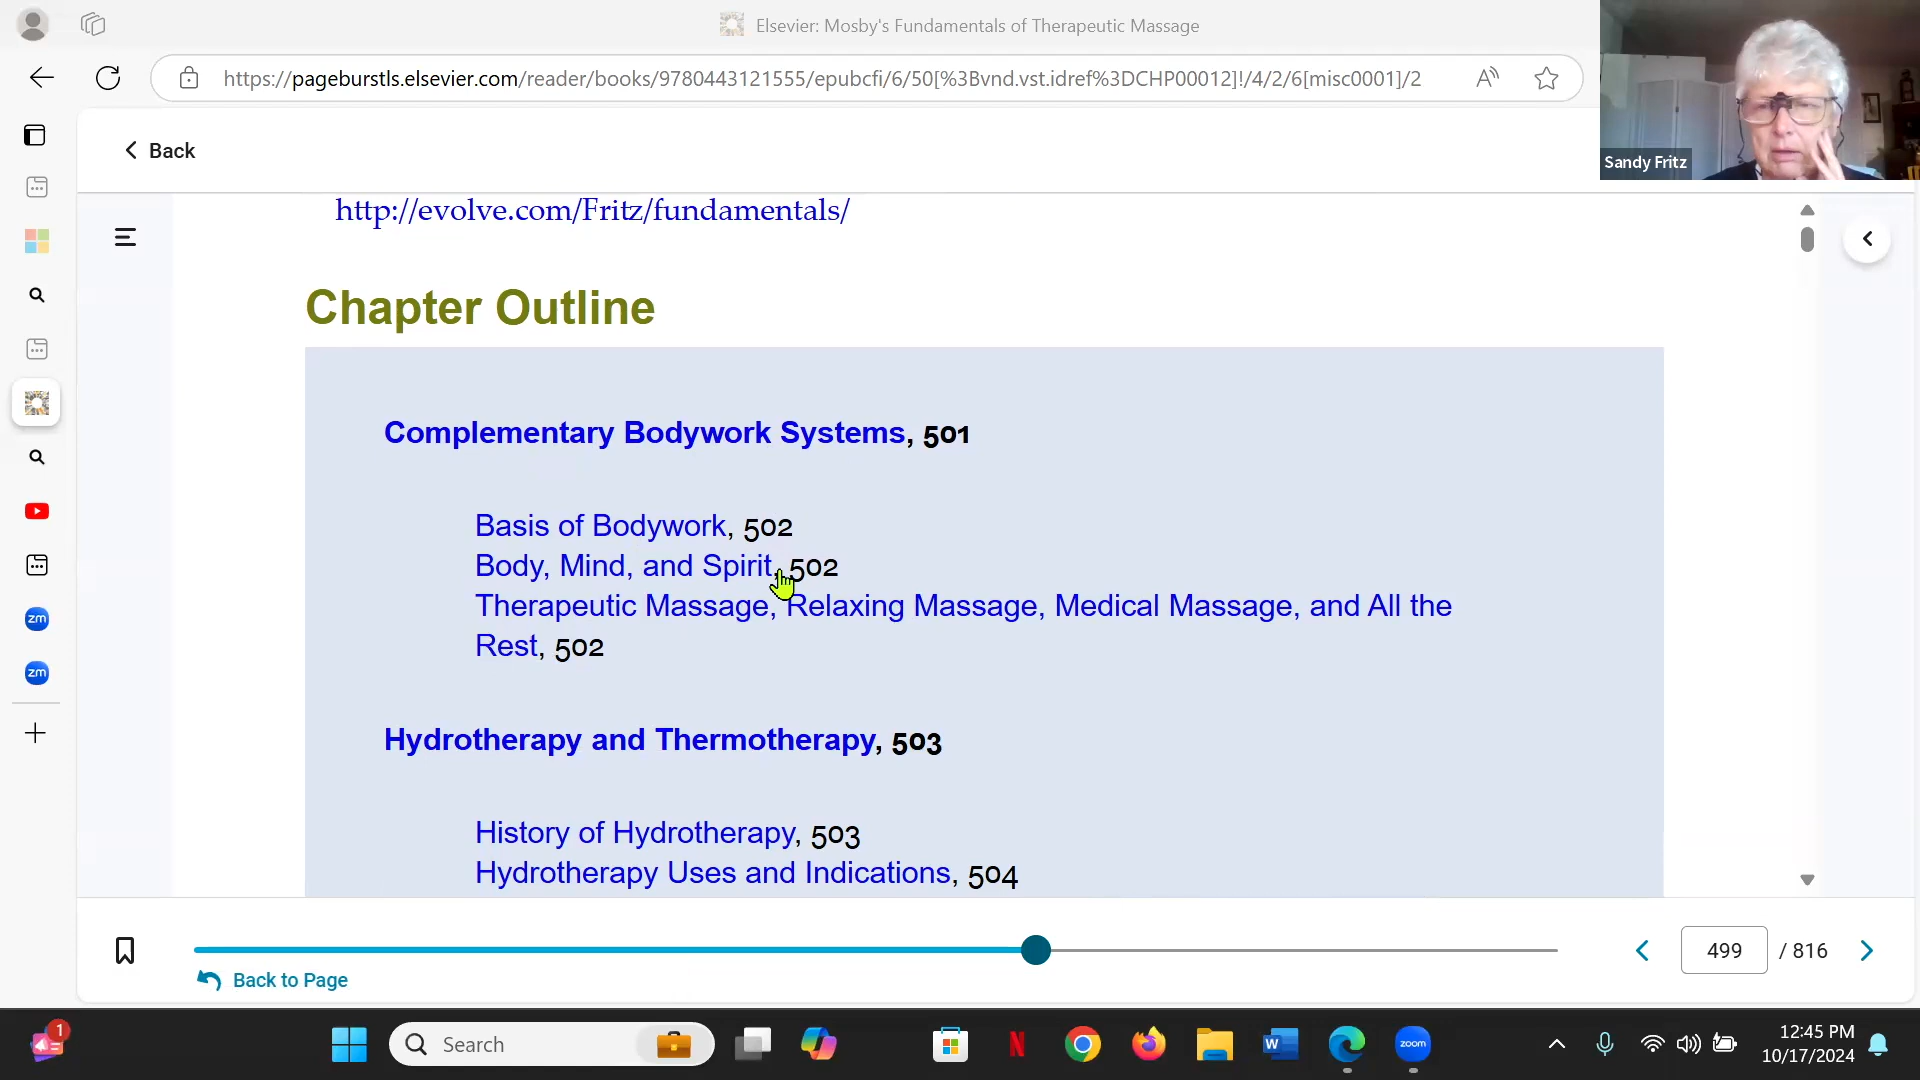 Elsevier: Mosby's Fundamentals of Therapeutic Massage
https://pageburstls.elsevier.com/reader/books/9780443121555/epubcfi/6/50[%3Bvnd.vst.idref%3DCHP00012]!/4/2/6[misc0001]/2
Sandy Fritz
Back
http://evolve.com/Fritz/fundamentals/
Chapter Outline
Complementary Bodywork Systems, 501
Basis of Bodywork, 502
Body, Mind, and Spirit, 502
Therapeutic Massage, Relaxing Massage, Medical Massage, and All the
Rest, 502
Hydrotherapy and Thermotherapy, 503
History of Hydrotherapy, 503
Hydrotherapy Uses and Indications, 504
zm
zm
499 / 816
Back to Page
1
Search
N
W
zoom
12:45 PM
10/17/2024